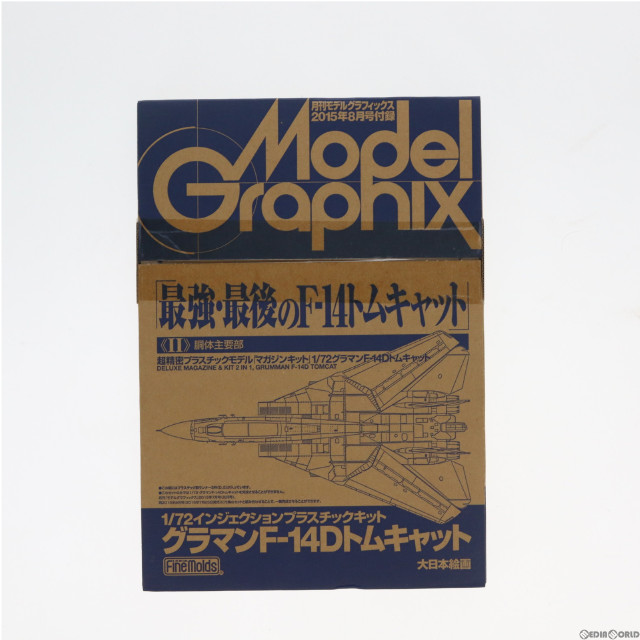 月刊モデルグラフィックス
2015年8月号付録
Model
Graphix
「最強・最後のF-14トムキャット」
《II》胴体主要部
超精密プラスチックモデル「マガジンキット」1/72グラマンF-14Dトムキャット
DELUXE MAGAZINE & KIT 2 IN 1, GRUMMAN F-14D TOMCAT
1/72インジェクションプラスチックキット
グラマンF-14Dトムキャット
FineMolds
大日本絵画
MEDIAWORLD